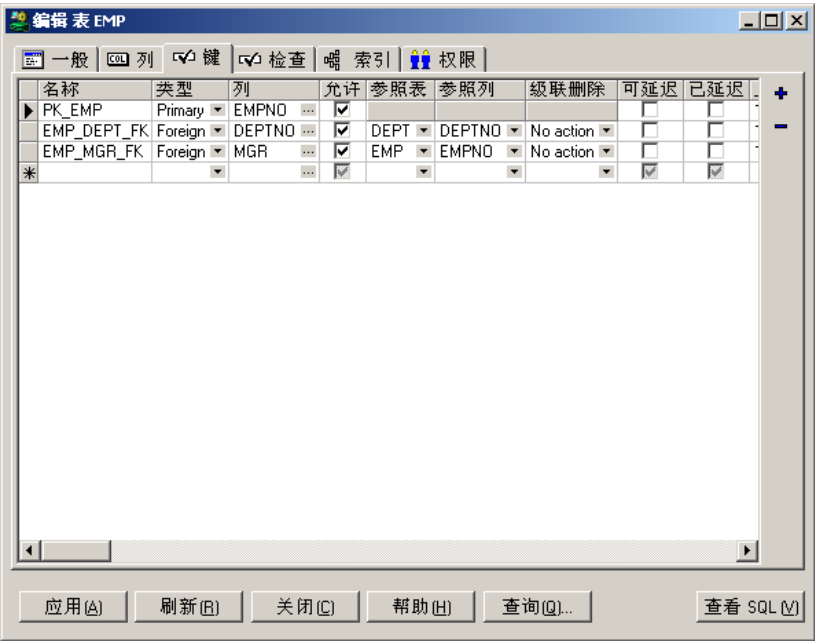 编辑 表 EMP
一般 COL 列 键 检查 索引 权限
名称 类型 列 允许 参照表 参照列 级联删除 可延迟 已延迟
PK_EMP Primary EMPNO ...
EMP_DEPT_FK Foreign DEPTNO ... DEPT DEPTNO No action
EMP_MGR_FK Foreign MGR ... EMP EMPNO No action
...
应用(A) 刷新(R) 关闭(C) 帮助(H) 查询(Q)... 查看 SQL (V)